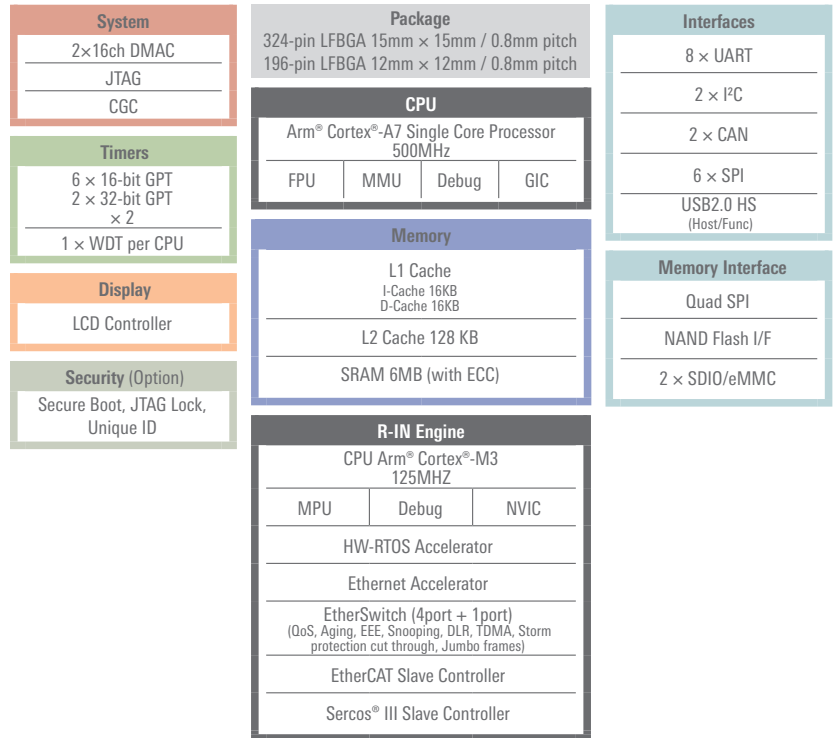 System
2×16ch DMAC
JTAG
CGC
Timers
6 × 16-bit GPT
2 × 32-bit GPT
× 2
1 × WDT per CPU
Display
LCD Controller
Security (Option)
Secure Boot, JTAG Lock,
Unique ID
Package
324-pin LFBGA 15mm × 15mm / 0.8mm pitch
196-pin LFBGA 12mm × 12mm / 0.8mm pitch
CPU
Arm® Cortex®-A7 Single Core Processor
500MHz
FPU MMU Debug GIC
Memory
L1 Cache
I-Cache 16KB
D-Cache 16KB
L2 Cache 128 KB
SRAM 6MB (with ECC)
R-IN Engine
CPU Arm® Cortex®-M3
125MHZ
MPU Debug NVIC
HW-RTOS Accelerator
Ethernet Accelerator
EtherSwitch (4port + 1port)
(QoS, Aging, EEE, Snooping, DLR, TDMA, Storm
protection cut through, Jumbo frames)
EtherCAT Slave Controller
Sercos® III Slave Controller
Interfaces
8 × UART
2 × I²C
2 × CAN
6 × SPI
USB2.0 HS
(Host/Func)
Memory Interface
Quad SPI
NAND Flash I/F
2 × SDIO/eMMC